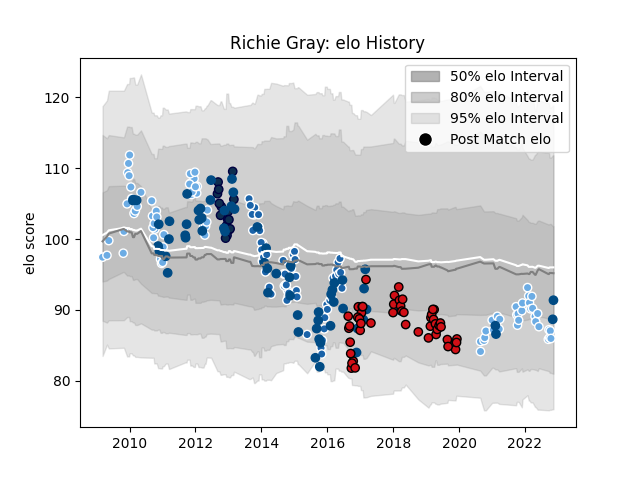 Richie Gray: elo History
50% elo Interval
80% elo Interval
95% elo Interval
Post Match elo
elo score
120
110
100
90
80
2010 2012 2014 2016 2018 2020 2022